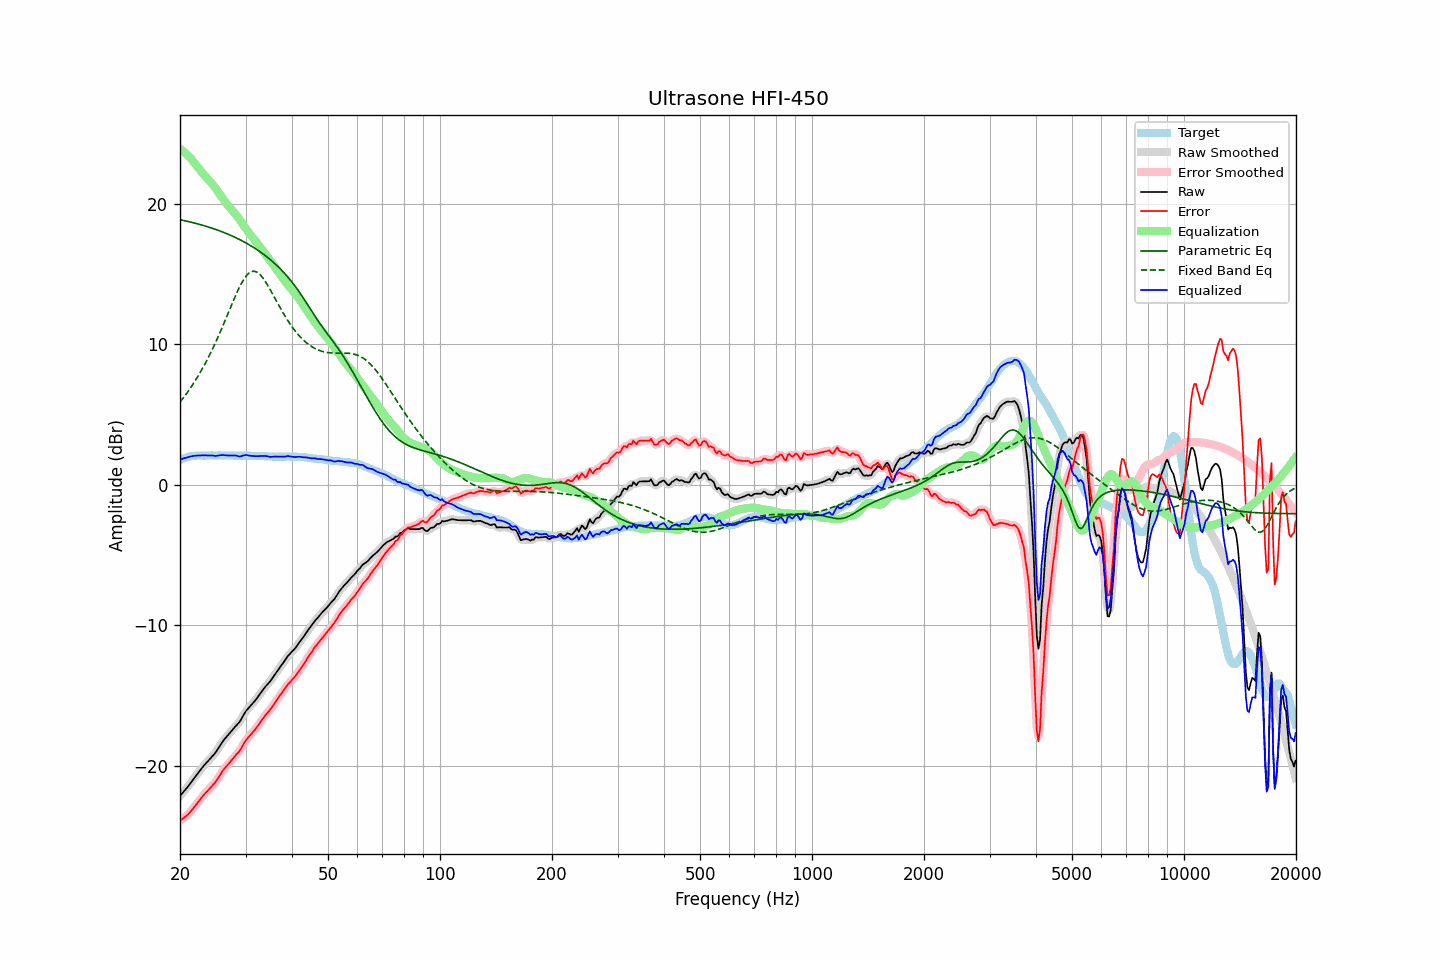 Ultrasone HFI-450
Target
Raw Smoothed
Error Smoothed
Raw
Error
Equalization
Parametric Eq
Fixed Band Eq
Equalized
Amplitude (dBr)
20
10
0
−10
−20
20 50 100 200 500 1000 2000 5000 10000 20000
Frequency (Hz)